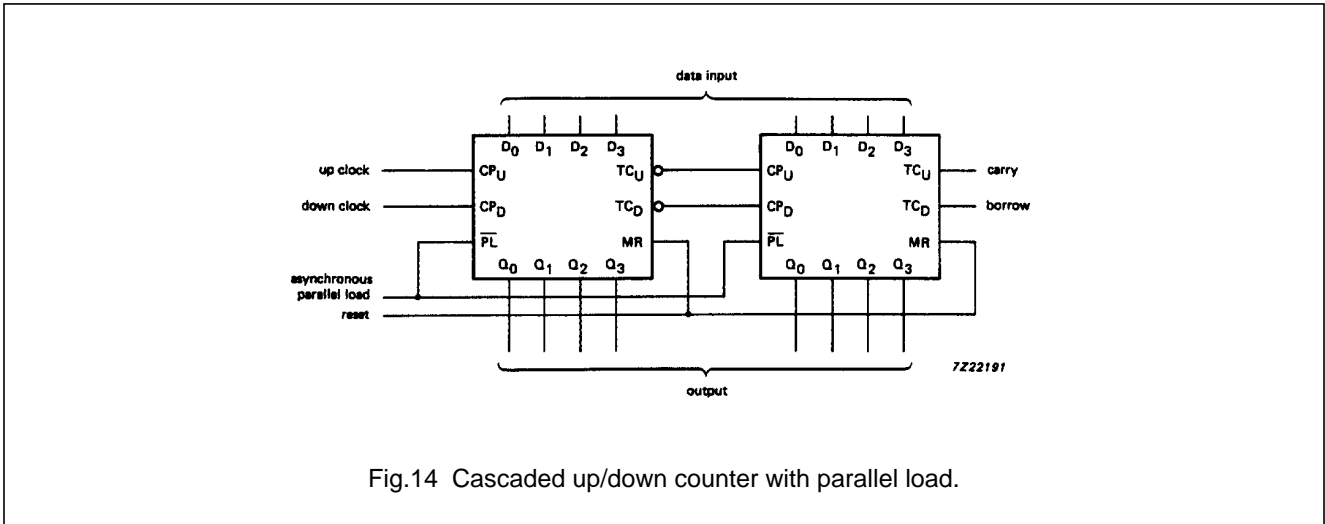 data input
D0 D1 D2 D3 D0 D1 D2 D3
up clock CPU TCU CPU TCU carry
down clock CPD TCD CPD TCD borrow
PL MR PL MR
Q0 Q1 Q2 Q3 Q0 Q1 Q2 Q3
asynchronous
parallel load
reset
7Z22191
output
Fig.14 Cascaded up/down counter with parallel load.